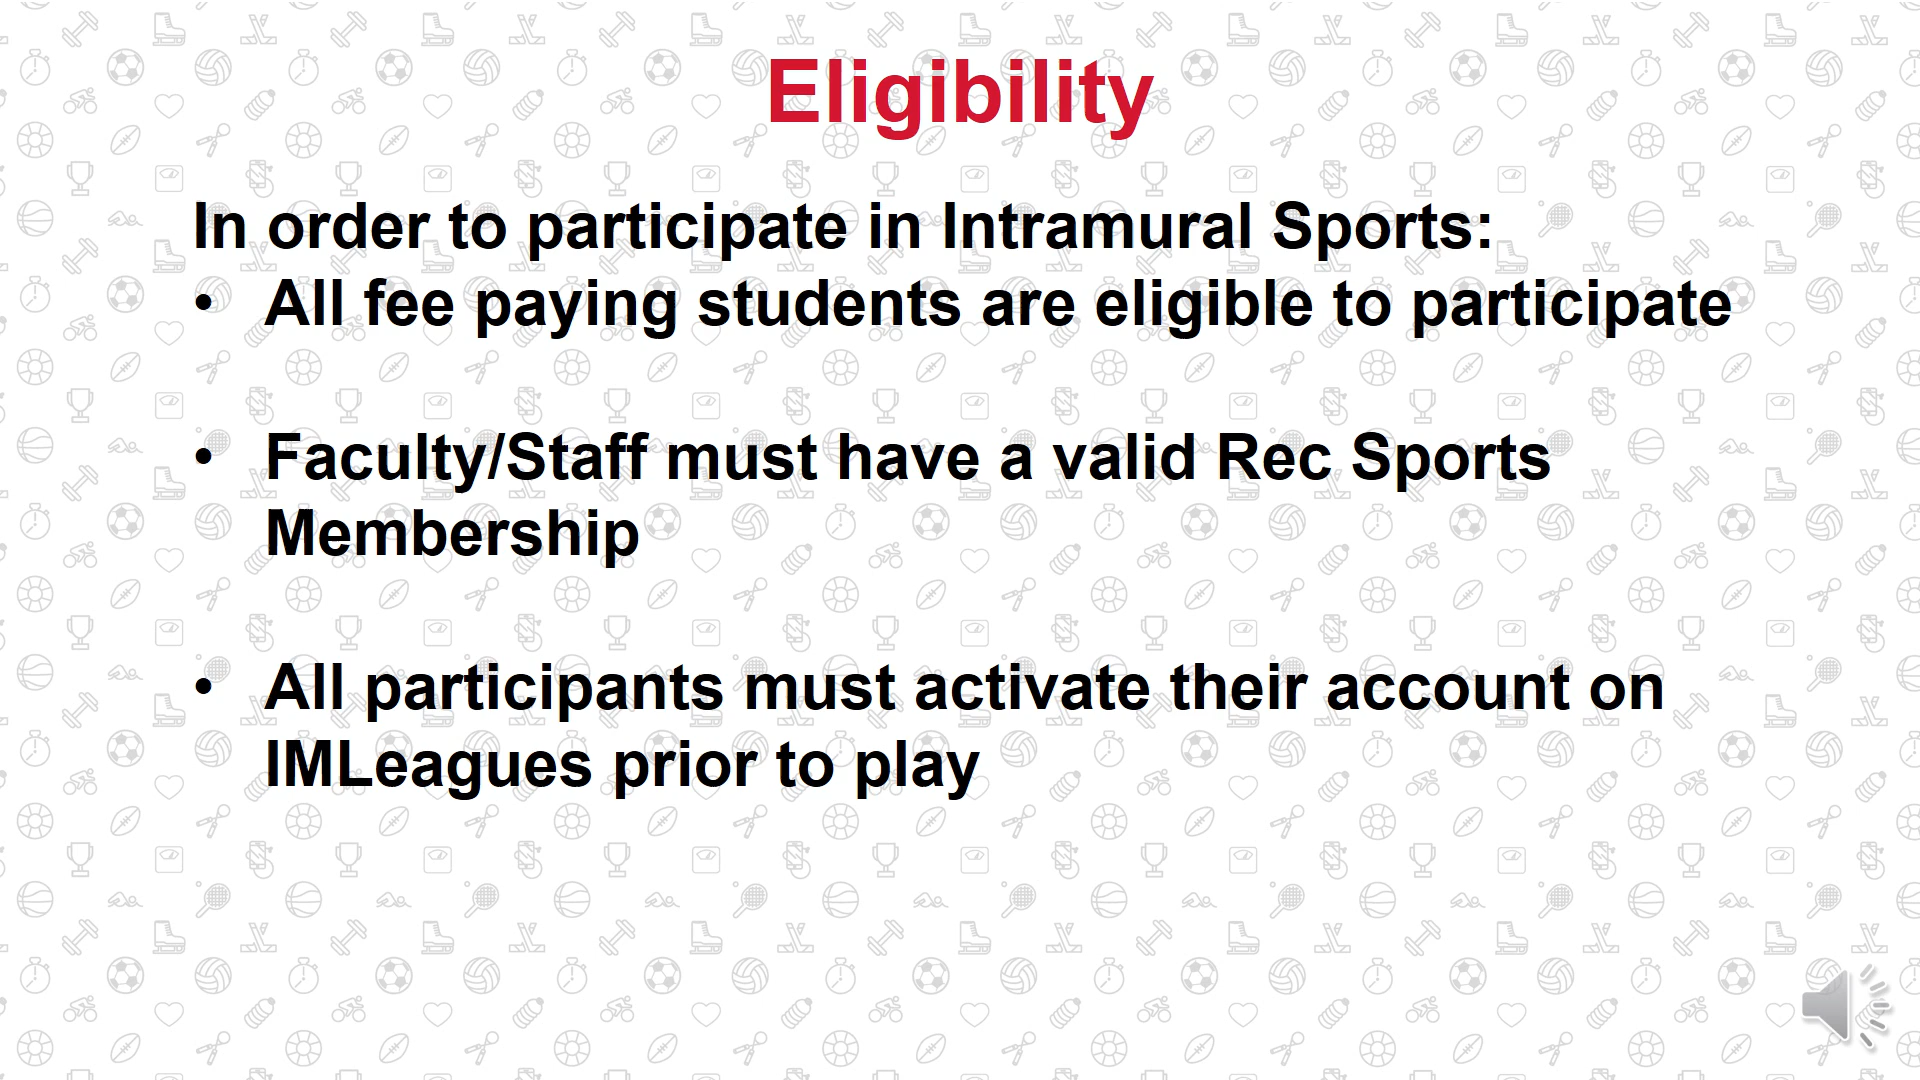 Eligibility
In order to participate in Intramural Sports:
• All fee paying students are eligible to participate
• Faculty/Staff must have a valid Rec Sports
Membership
• All participants must activate their account on
IMLeagues prior to play